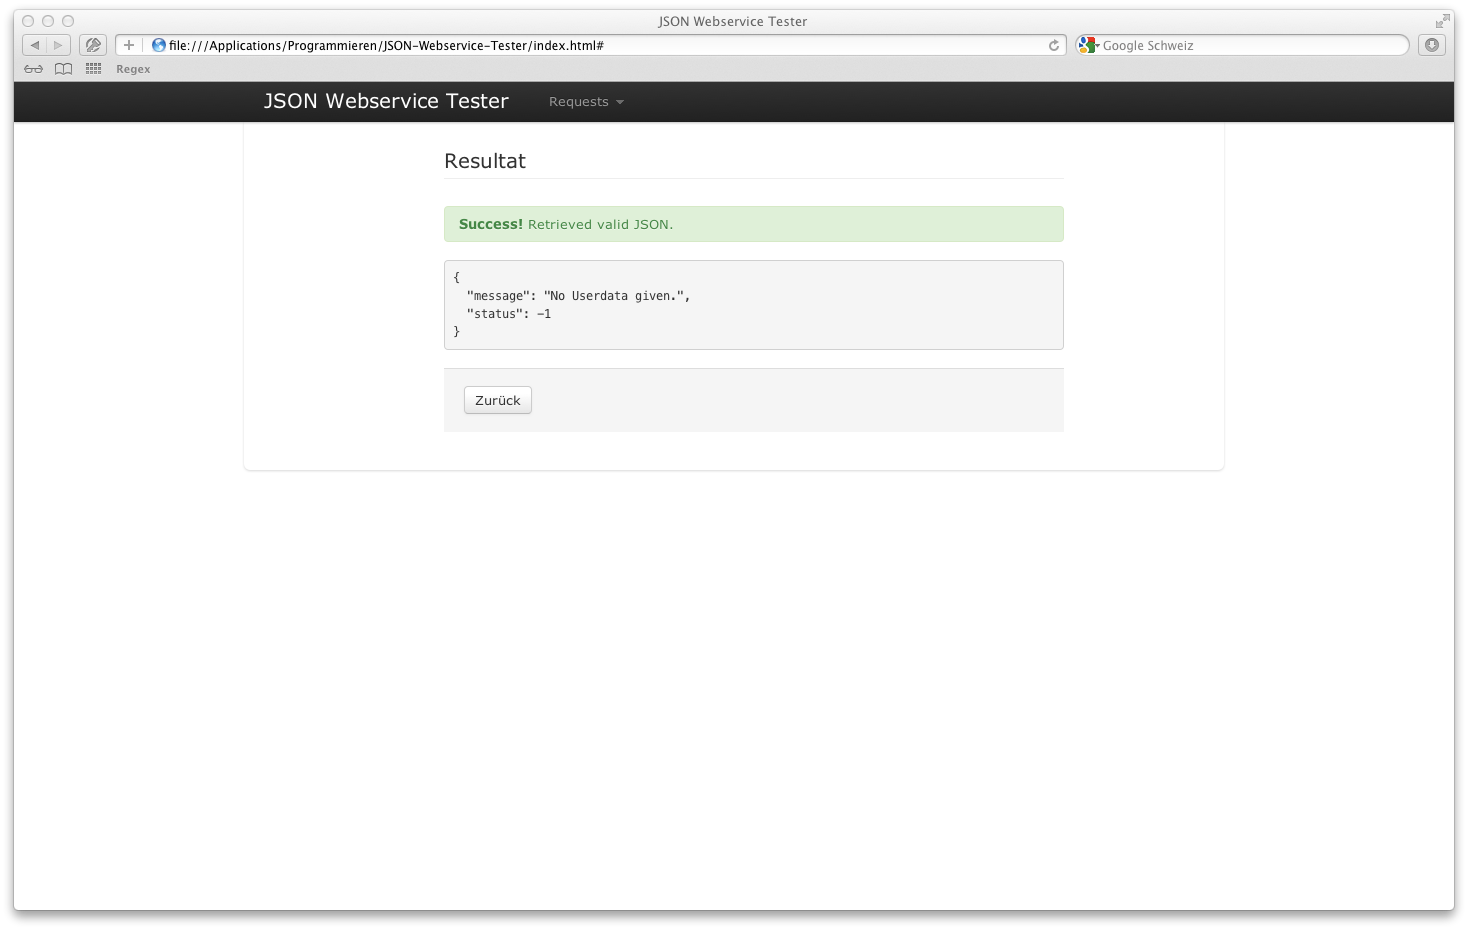 JSON Webservice Tester
file:///Applications/Programmieren/JSON-Webservice-Tester/index.html#
Google Schweiz
Regex
JSON Webservice Tester
Requests
Resultat
Success! Retrieved valid JSON.
{
"message": "No Userdata given.",
"status": -1
}
Zurück